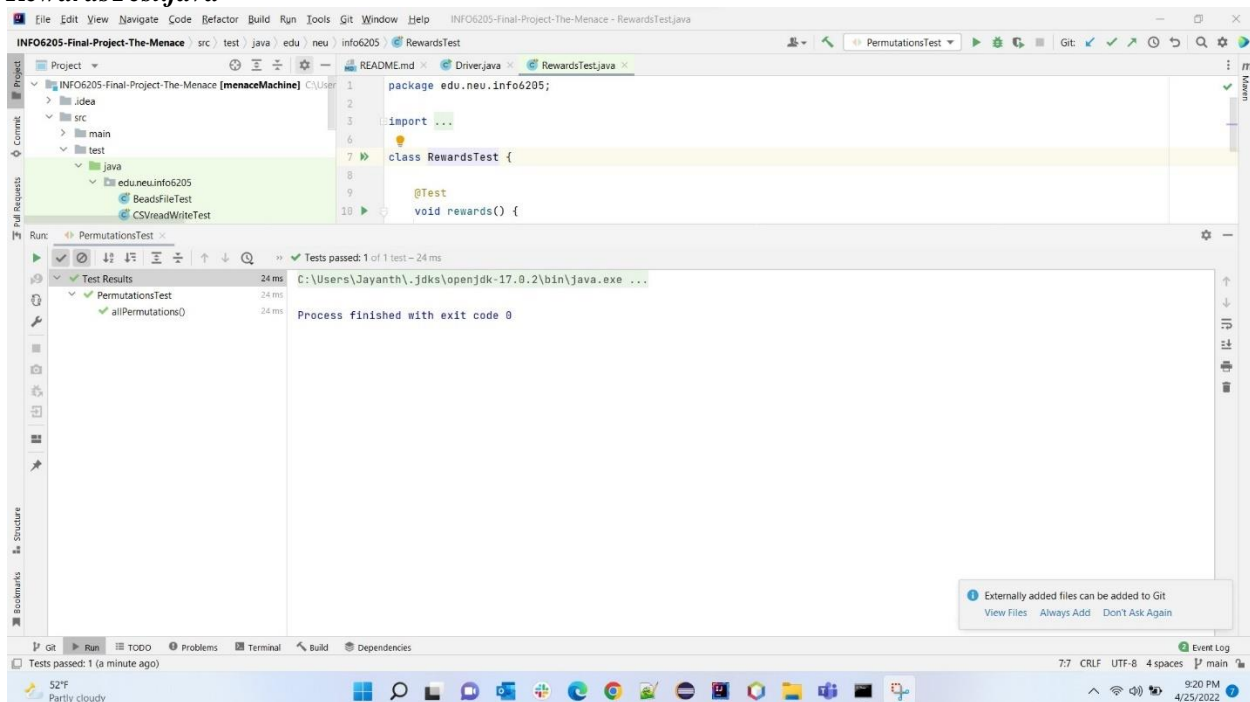 RewardsTest.java
File Edit View Navigate Code Refactor Build Run Tools Git Window Help INFO6205-Final-Project-The-Menace - RewardsTest.java
INFO6205-Final-Project-The-Menace src test java edu neu info6205 RewardsTest PermutationsTest Git:
Project README.md Driver.java RewardsTest.java
INFO6205-Final-Project-The-Menace [menaceMachine] C:\User 1 package edu.neu.info6205;
.idea 2
src 3 import ...
main 6
test 7 class RewardsTest {
java 8
edu.neu.info6205 9 @Test
BeadsFileTest 10 void rewards() {
CSVreadWriteTest
Project
Commit
Pull Requests
Maven
Run: PermutationsTest
Tests passed: 1 of 1 test – 24 ms
Test Results 24 ms C:\Users\Jayanth\.jdks\openjdk-17.0.2\bin\java.exe ...
PermutationsTest 24 ms
allPermutations() 24 ms Process finished with exit code 0
Structure
Bookmarks
Externally added files can be added to Git
View Files Always Add Don't Ask Again
Git Run TODO Problems Terminal Build Dependencies Event Log
Tests passed: 1 (a minute ago) 7:7 CRLF UTF-8 4 spaces main
52°F
Partly cloudy
9:20 PM
4/25/2022
7